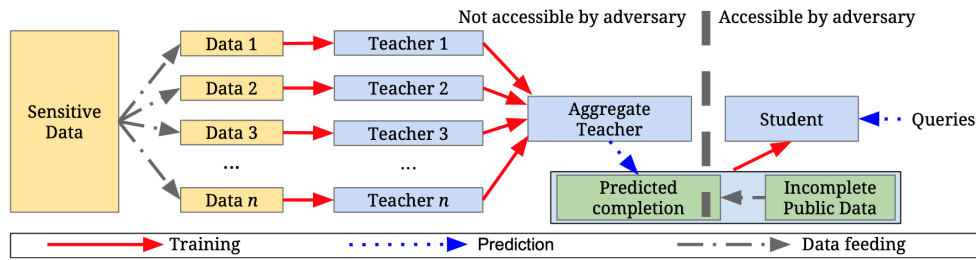 Not accessible by adversary
Accessible by adversary
Sensitive
Data
Data 1
Teacher 1
Data 2
Teacher 2
Data 3
Teacher 3
...
...
Data n
Teacher n
Aggregate
Teacher
Student
Queries
Predicted
completion
Incomplete
Public Data
Training
Prediction
Data feeding